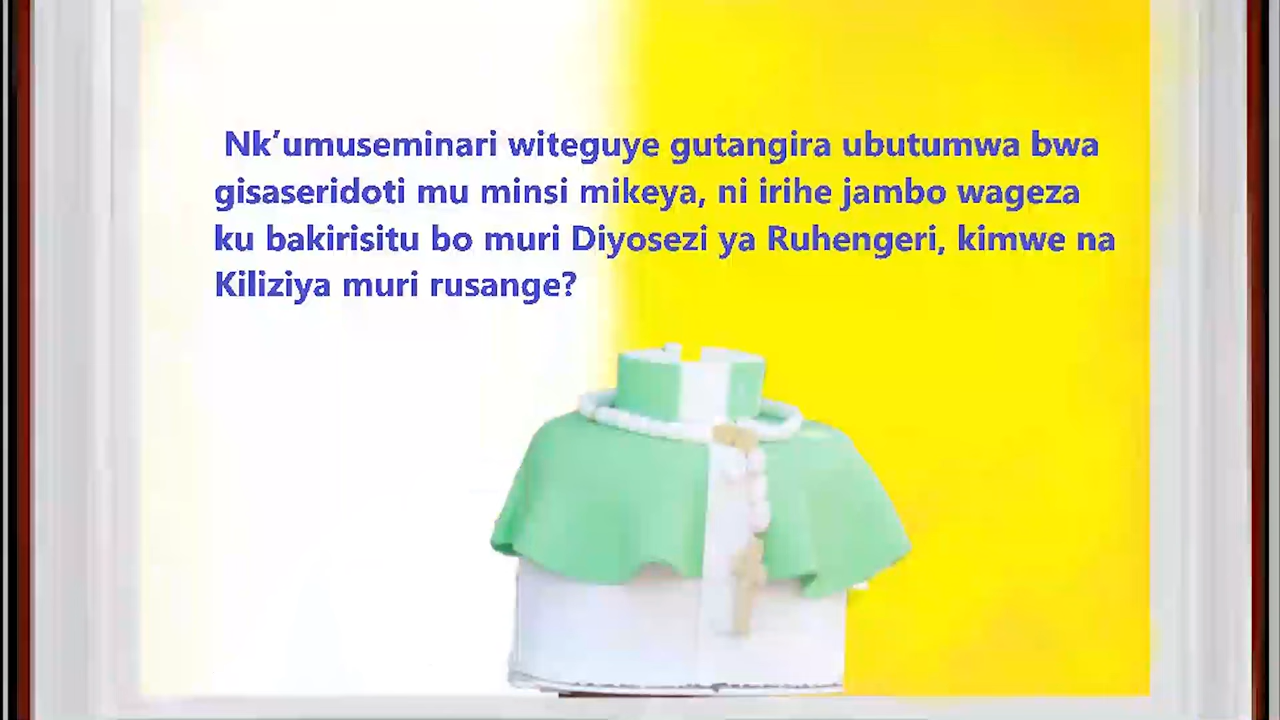 Nk'umuseminari witeguye gutangira ubutumwa bwa
gisaseridoti mu minsi mikeya, ni irihe jambo wageza
ku bakirisitu bo muri Diyosezi ya Ruhengeri, kimwe na
Kiliziya muri rusange?